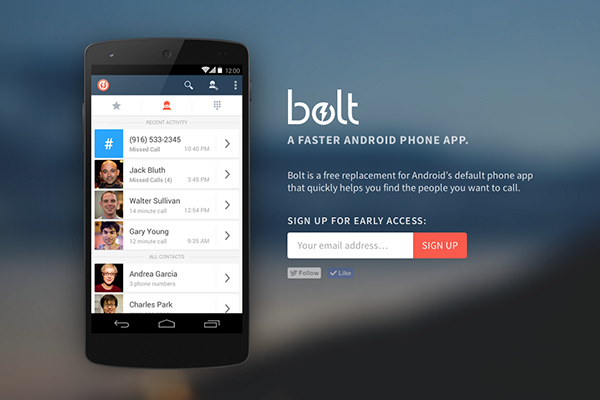 12:00
RECENT ACTIVITY
#
(916) 533-2345
Missed Call
10:40 PM
Jack Bluth
Missed Calls (4)
3:45 PM
Walter Sullivan
14 minute call
12:54 PM
Gary Young
12 minute call
9:35 AM
ALL CONTACTS
Andrea Garcia
3 phone numbers
Charles Park
bolt
A FASTER ANDROID PHONE APP.
Bolt is a free replacement for Android's default phone app
that quickly helps you find the people you want to call.
SIGN UP FOR EARLY ACCESS:
Your email address... SIGN UP
Follow Like